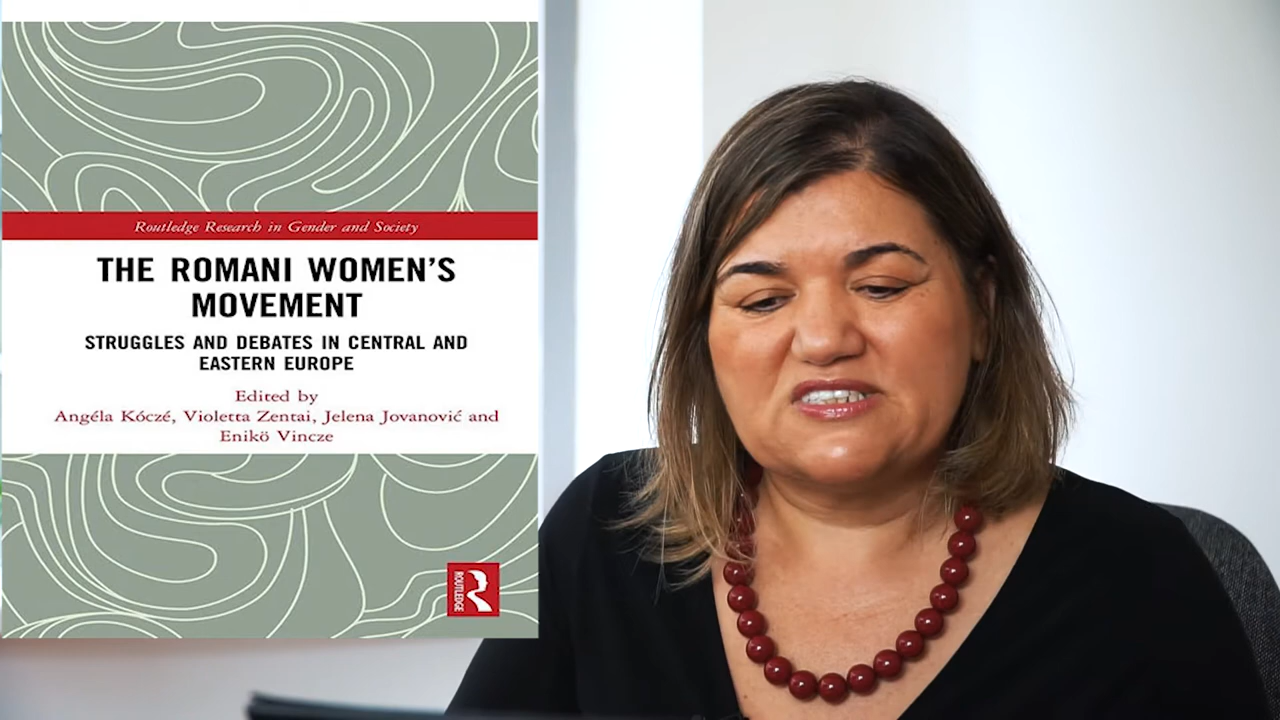 Routledge Research in Gender and Society
THE ROMANI WOMEN'S
MOVEMENT
STRUGGLES AND DEBATES IN CENTRAL AND
EASTERN EUROPE
Edited by
Angéla Kóczé, Violetta Zentai, Jelena Jovanović and
Enikö Vincze
ROUTLEDGE